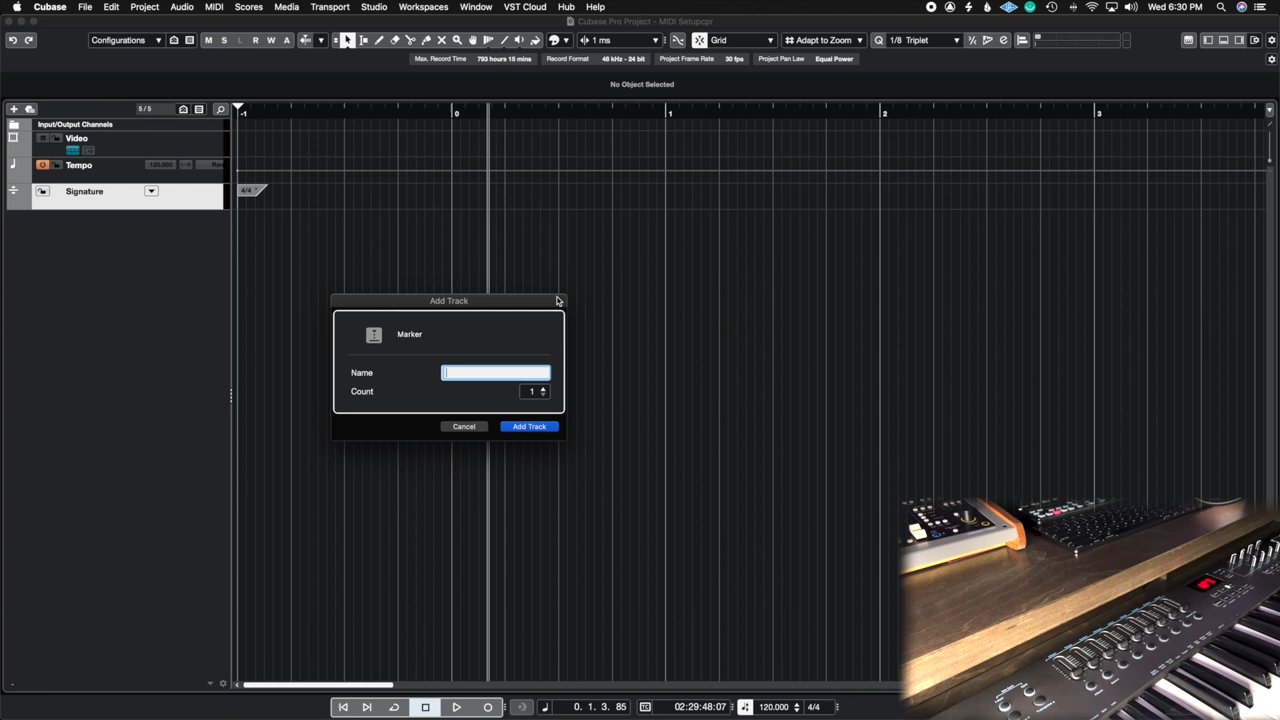 Cubase File Edit Project Audio MIDI Scores Media Transport Studio Workspaces Window VST Cloud Hub Help Wed 6:30 PM
Cubase Pro Project - MIDI Setupcpr
Configurations M S L R W A 1 ms Grid Adapt to Zoom Q 1/8 Triplet
Max. Record Time 793 hours 15 mins Record Format 48 kHz - 24 bit Project Frame Rate 30 fps Project Pan Law Equal Power
No Object Selected
5/5
-1 0 1 2 3
Input/Output Channels
Video
Tempo 120.000
Signature 4/4
Add Track
Marker
Name
Count 1
Cancel Add Track
0. 1. 3. 85 02:29:48:07 120.000 4/4